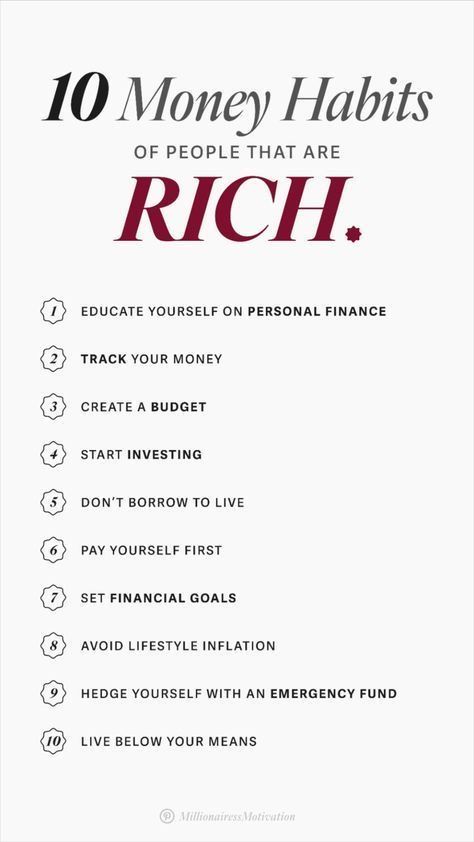 10 Money Habits
OF PEOPLE THAT ARE
RICH.
1 EDUCATE YOURSELF ON PERSONAL FINANCE
2 TRACK YOUR MONEY
3 CREATE A BUDGET
4 START INVESTING
5 DON'T BORROW TO LIVE
6 PAY YOURSELF FIRST
7 SET FINANCIAL GOALS
8 AVOID LIFESTYLE INFLATION
9 HEDGE YOURSELF WITH AN EMERGENCY FUND
10 LIVE BELOW YOUR MEANS
MillionairessMotivation